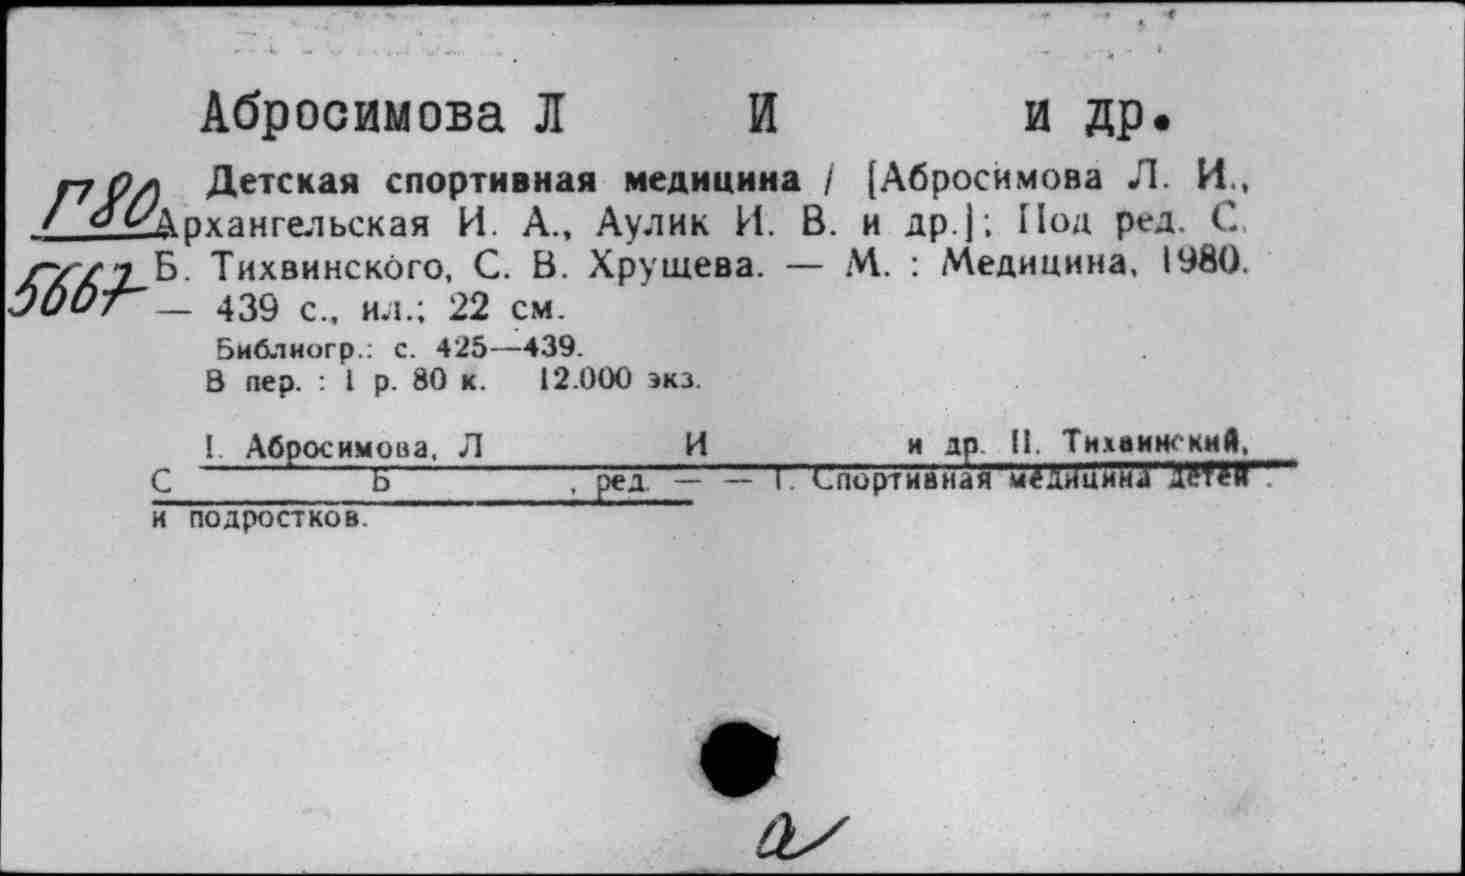 Абросимова Л И и др.
Г80 Детская спортивная медицина / [Абросимова Л. И.,
Архангельская И. А., Аулик И. В. и др.]; Под ред. С.
5667 Б. Тихвинского, С. В. Хрущева. — М. : Медицина, 1980.
— 439 с., ил.; 22 см.
Библиогр.: с. 425—439.
В пер. : 1 р. 80 к. 12.000 экз.
I. Абросимова, Л И и др. II. Тихвинский,
С Б , ред. — — 1. Спортивная медицина детей
и подростков.